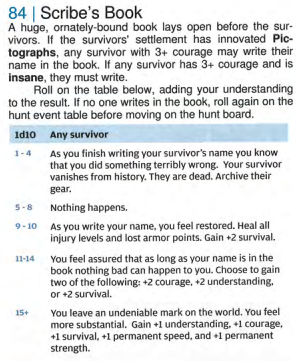 84 | Scribe's Book
A huge, ornately-bound book lays open before the sur-
vivors. If the survivors' settlement has innovated Pic-
tographs, any survivor with 3+ courage may write their
name in the book. If any survivor has 3+ courage and is
insane, they must write.
Roll on the table below, adding your understanding
to the result. If no one writes in the book, roll again on the
hunt event table before moving on the hunt board.
1d10 Any survivor
1 - 4 As you finish writing your survivor's name you know
that you did something terribly wrong. Your survivor
vanishes from history. They are dead. Archive their
gear.
5 - 8 Nothing happens.
9 - 10 As you write your name, you feel restored. Heal all
injury levels and lost armor points. Gain +2 survival.
11-14 You feel assured that as long as your name is in the
book nothing bad can happen to you. Choose to gain
two of the following: +2 courage, +2 understanding,
or +2 survival.
15+ You leave an undeniable mark on the world. You feel
more substantial. Gain +1 understanding, +1 courage,
+1 survival, +1 permanent speed, and +1 permanent
strength.